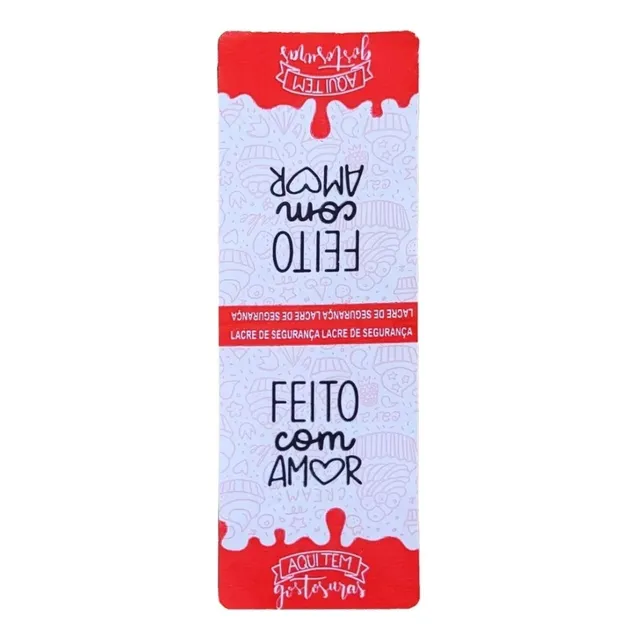 gostosuras
AQUI TEM
AMOR
com
FEITO
LACRE DE SEGURANÇA LACRE DE SEGURANÇA
LACRE DE SEGURANÇA LACRE DE SEGURANÇA
FEITO
com
AMOR
CREAM
AQUI TEM
gostosuras